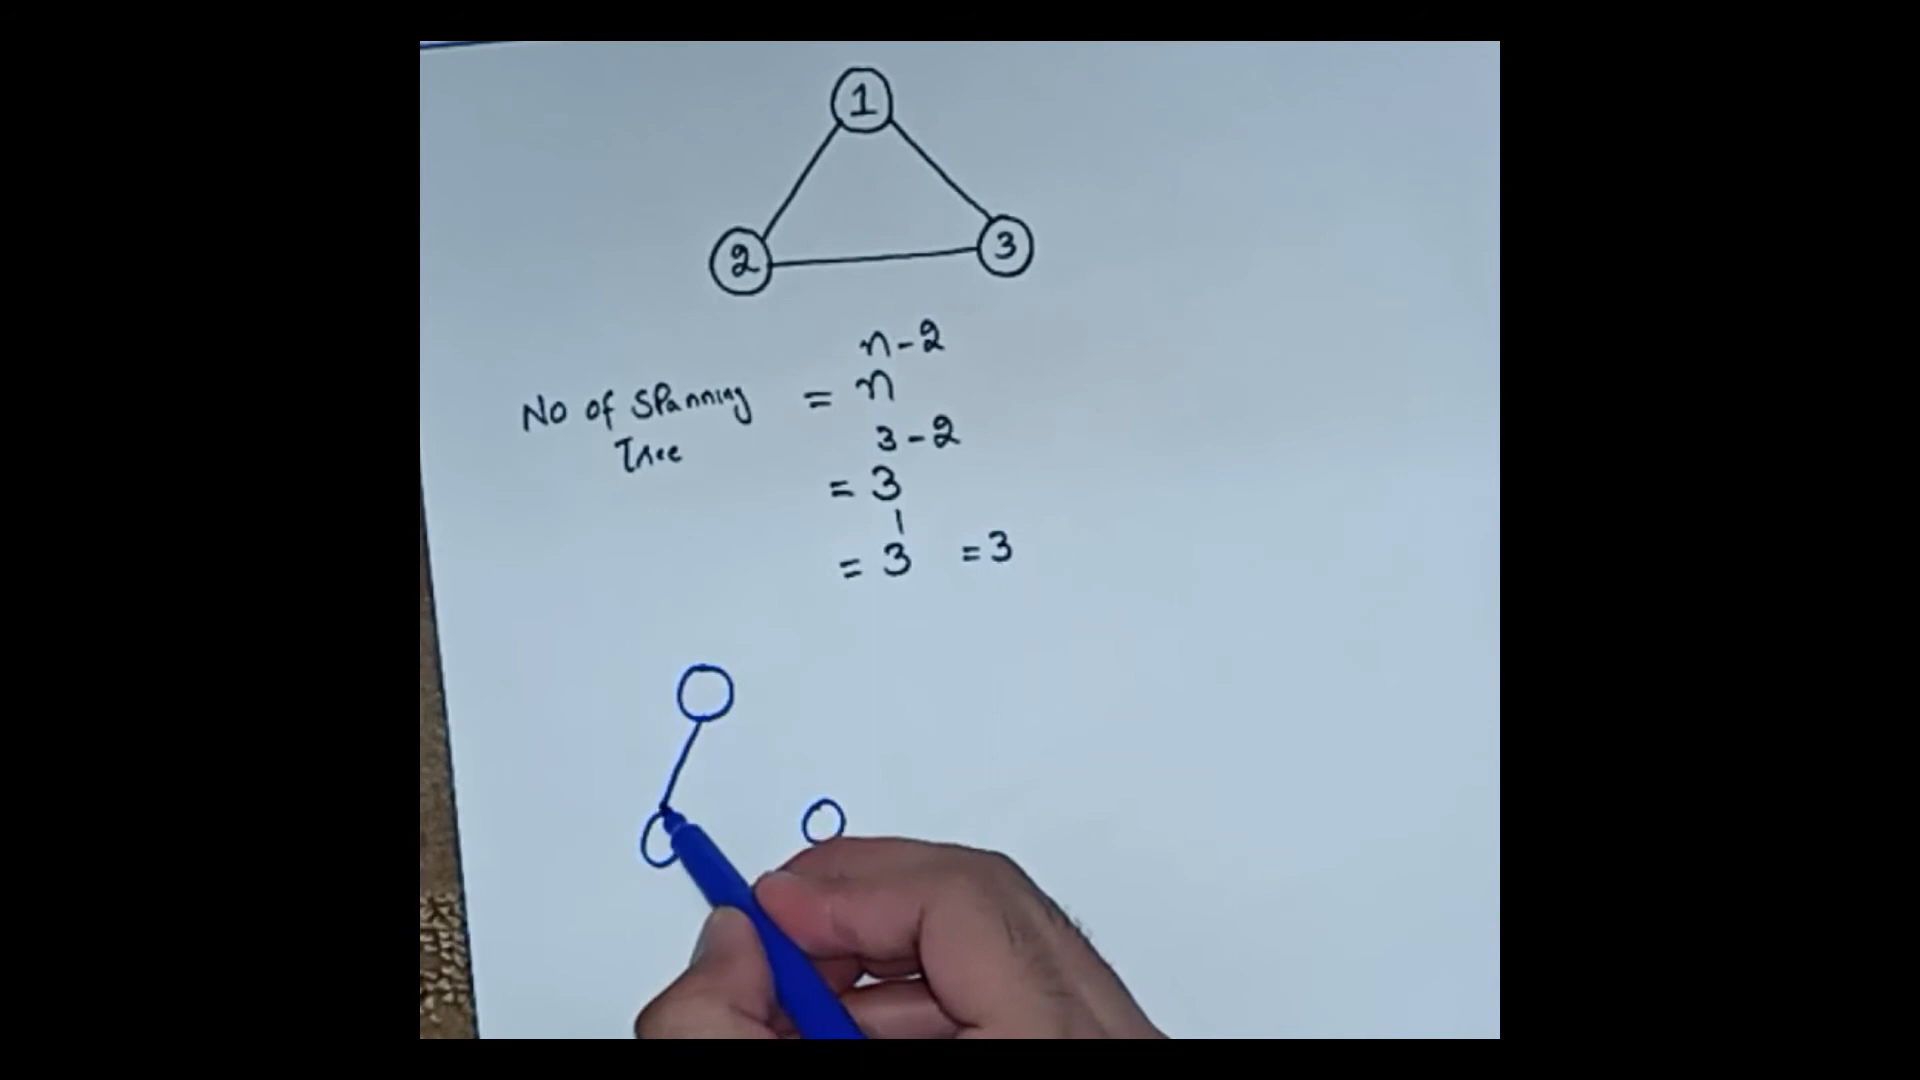 1
2 3
n-2
No of Spanning = n
Tree 3-2
= 3
1
= 3 = 3